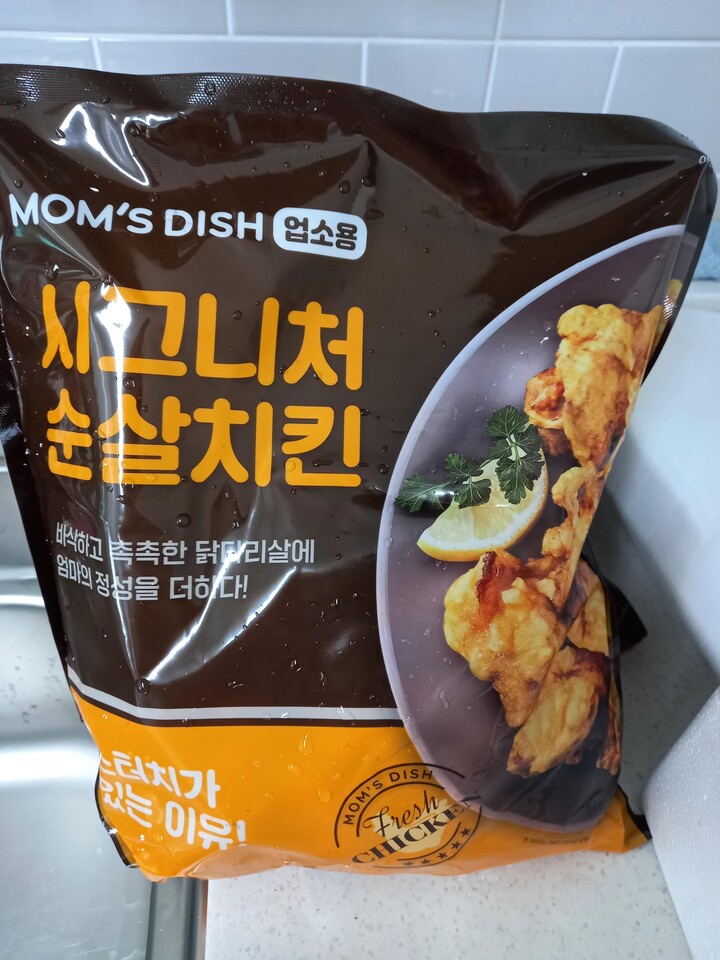 MOM'S DISH 업소용
시그니처
순살치킨
바삭하고 촉촉한 닭다리살에
엄마의 정성을 더하다!
있는 이유!
MOM'S DISH
Fresh
CHICKEN